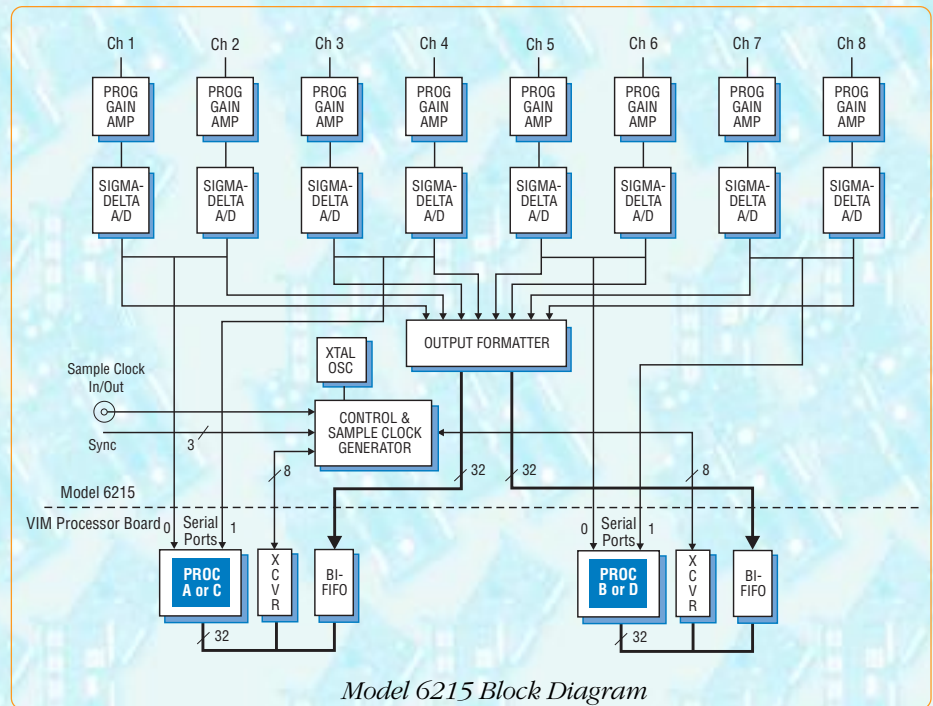 Ch 1 Ch 2 Ch 3 Ch 4 Ch 5 Ch 6 Ch 7 Ch 8
PROG PROG PROG PROG PROG PROG PROG PROG
GAIN GAIN GAIN GAIN GAIN GAIN GAIN GAIN
AMP AMP AMP AMP AMP AMP AMP AMP
SIGMA- SIGMA- SIGMA- SIGMA- SIGMA- SIGMA- SIGMA- SIGMA-
DELTA DELTA DELTA DELTA DELTA DELTA DELTA DELTA
A/D A/D A/D A/D A/D A/D A/D A/D
OUTPUT FORMATTER
XTAL
OSC
Sample Clock
In/Out
CONTROL &
SAMPLE CLOCK
GENERATOR
Sync 3
8 32 32 8
Model 6215
VIM Processor Board
0 Serial 1
Ports
0 Serial 1
Ports
PROC
A or C
X
C
V
R
BI-
FIFO
PROC
B or D
X
C
V
R
BI-
FIFO
32 32
Model 6215 Block Diagram